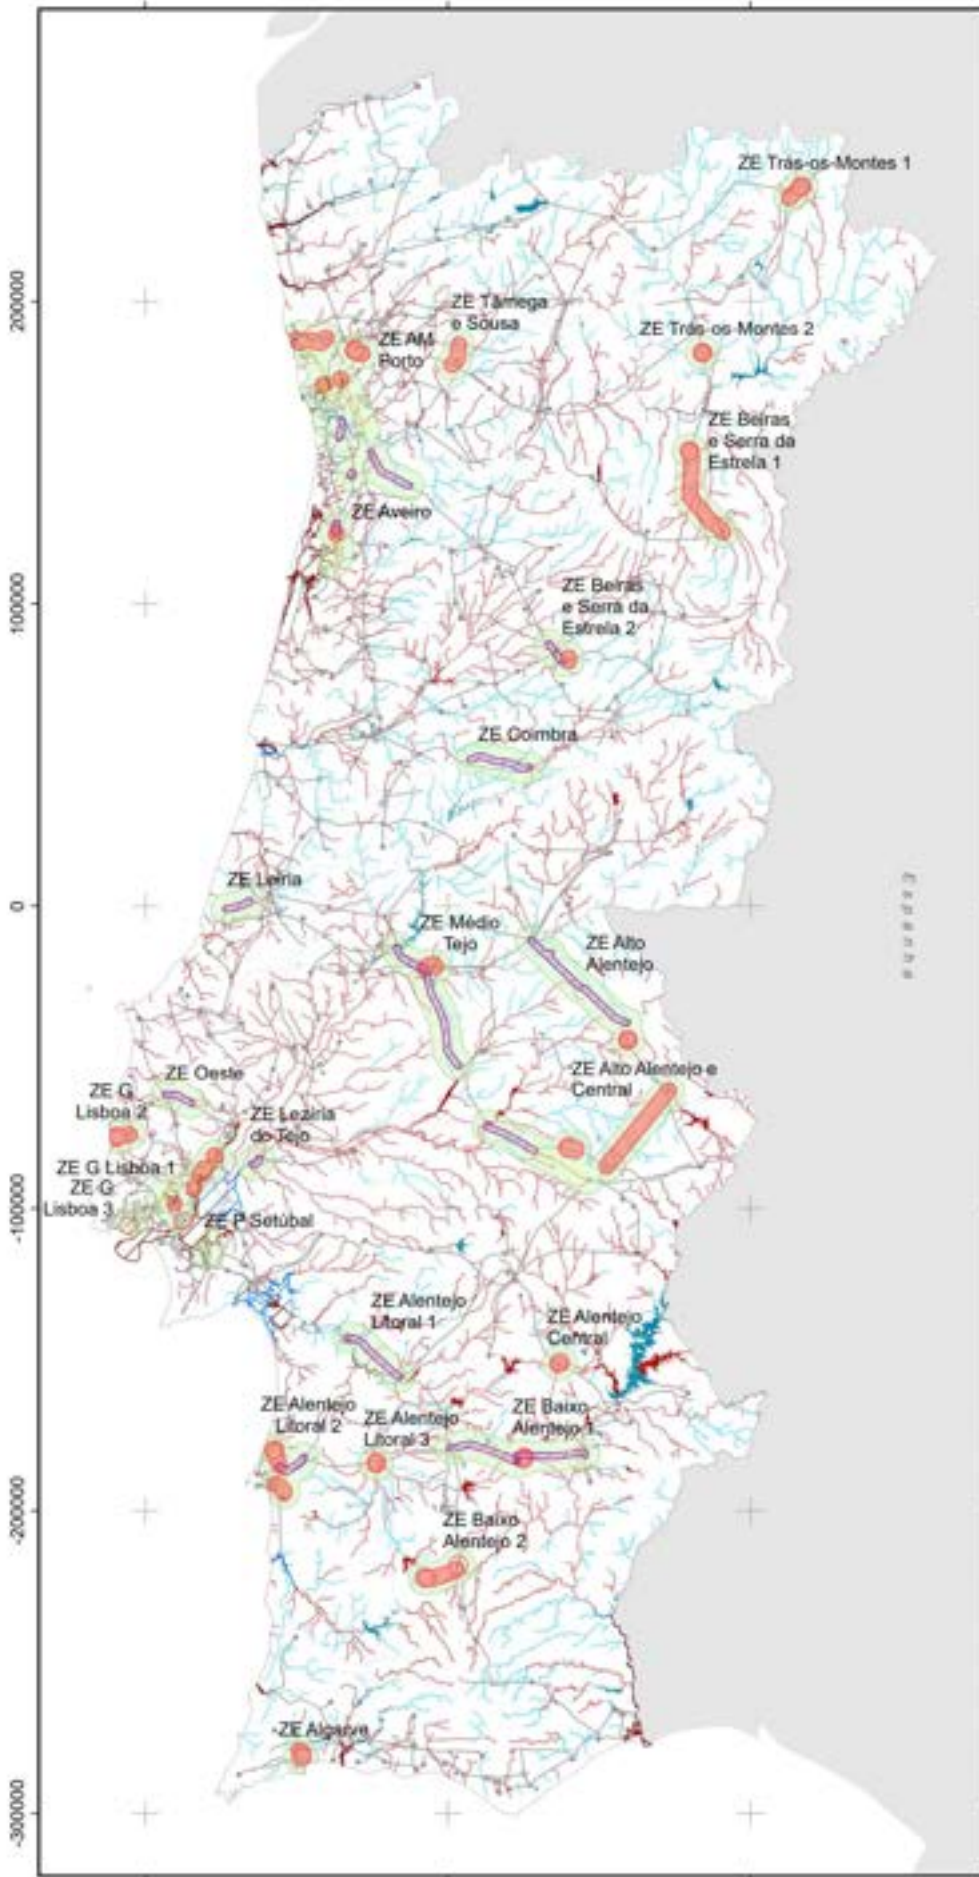 ZE Trás-os-Montes 1
200000
ZE Tâmega
e Sousa
ZE AM
Porto
ZE Trás-os-Montes 2
ZE Beiras
e Serra da
Estrela 1
ZE Aveiro
100000
ZE Beiras
e Serra da
Estrela 2
ZE Coimbra
ZE Leiria
0
Espanha
ZE Médio
Tejo
ZE Alto
Alentejo
ZE Alto Alentejo e
Central
ZE Oeste
ZE G
Lisboa 2
ZE Lezíria
do Tejo
ZE G Lisboa 1
ZE G
Lisboa 3
-100000
ZE P Setúbal
ZE Alentejo
Litoral 1
ZE Alentejo
Central
ZE Alentejo
Litoral 2
ZE Alentejo
Litoral 3
ZE Baixo
Alentejo 1
-200000
ZE Baixo
Alentejo 2
ZE Algarve
-300000